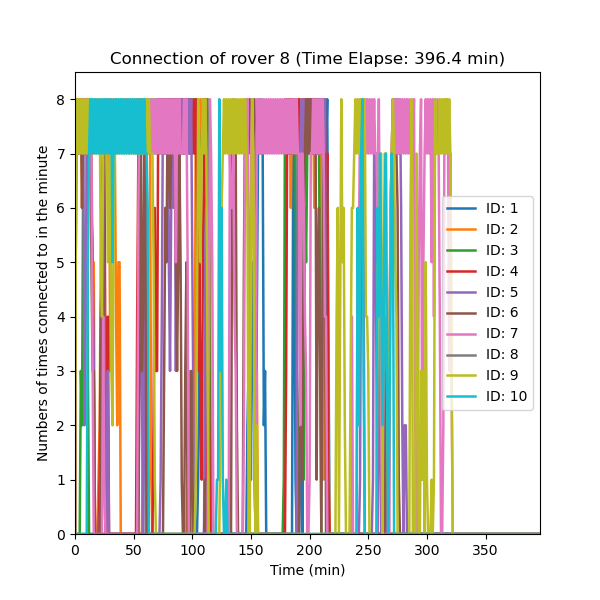 Connection of rover 8 (Time Elapse: 396.4 min)
Numbers of times connected to in the minute
8
7
6
5
4
3
2
1
0
ID: 1
ID: 2
ID: 3
ID: 4
ID: 5
ID: 6
ID: 7
ID: 8
ID: 9
ID: 10
0 50 100 150 200 250 300 350
Time (min)